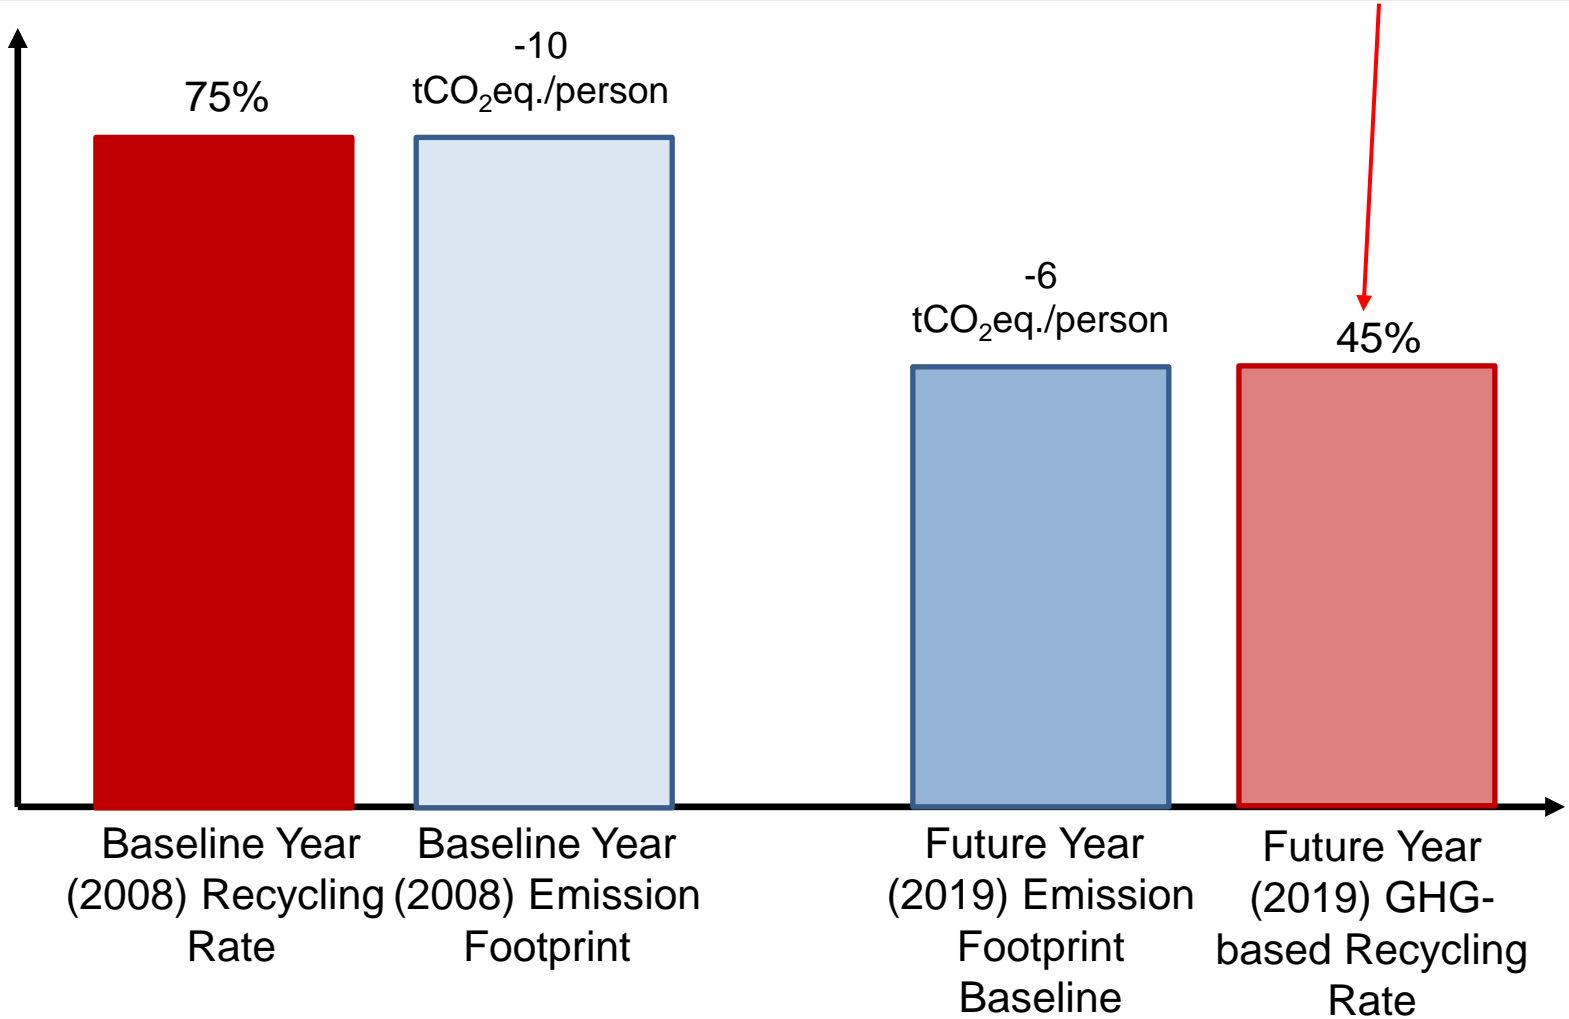 75%
-10
tCO₂eq./person
-6
tCO₂eq./person
45%
Baseline Year
(2008) Recycling
Rate
Baseline Year
(2008) Emission
Footprint
Future Year
(2019) Emission
Footprint
Baseline
Future Year
(2019) GHG-
based Recycling
Rate